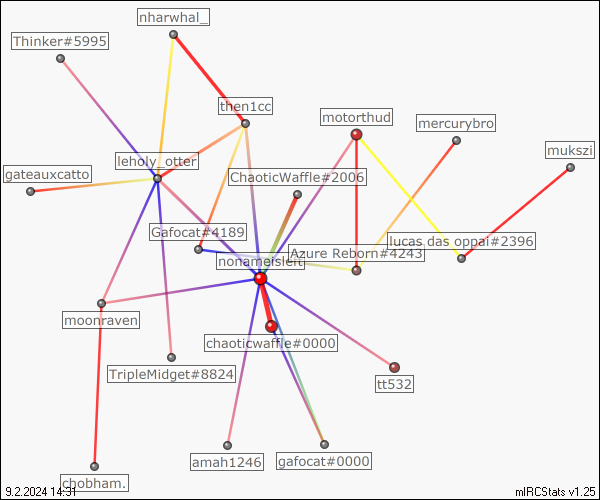 nharwhal_
Thinker#5995
then1cc
motorthud
mercurybro
mukszi
leholy_otter
gateauxcatto
ChaoticWaffle#2006
Gafocat#4189
lucas das oppai#2396
Azure Reborn#4243
nonameisleft
moonraven
chaoticwaffle#0000
TripleMidget#8824
tt532
amah1246
gafocat#0000
chobham.
9.2.2024 14:31
mIRCStats v1.25